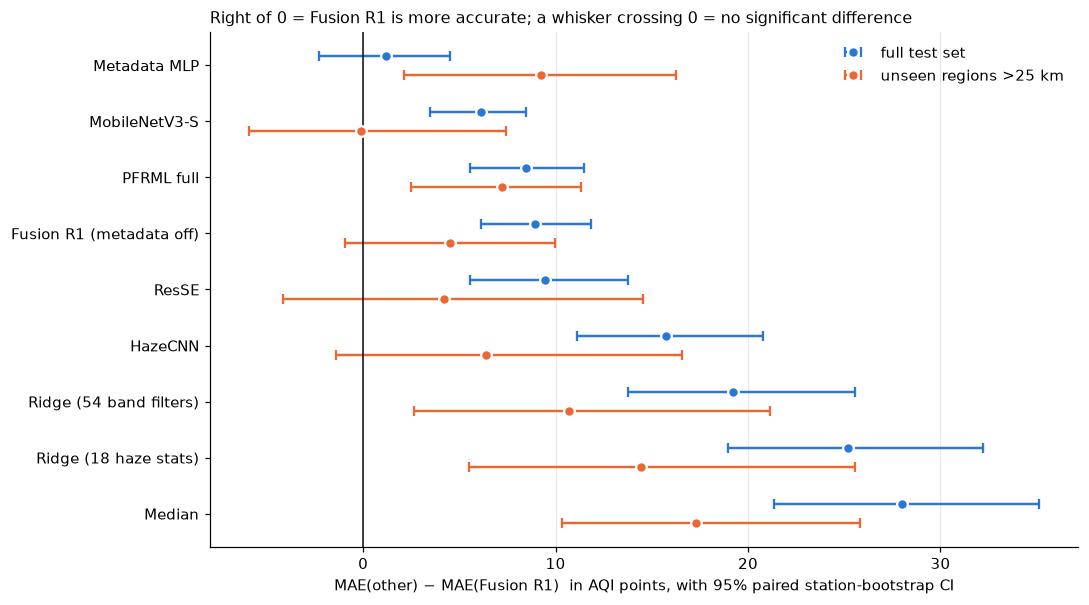 Right of 0 = Fusion R1 is more accurate; a whisker crossing 0 = no significant difference
full test set
unseen regions >25 km
Metadata MLP
MobileNetV3-S
PFRML full
Fusion R1 (metadata off)
ResSE
HazeCNN
Ridge (54 band filters)
Ridge (18 haze stats)
Median
0 10 20 30
MAE(other) − MAE(Fusion R1) in AQI points, with 95% paired station-bootstrap CI